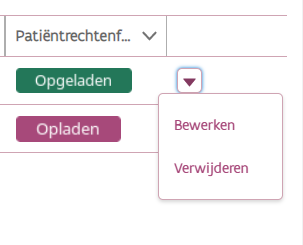 Patiëntrechtenf...
Opgeladen
Opladen
Bewerken
Verwijderen